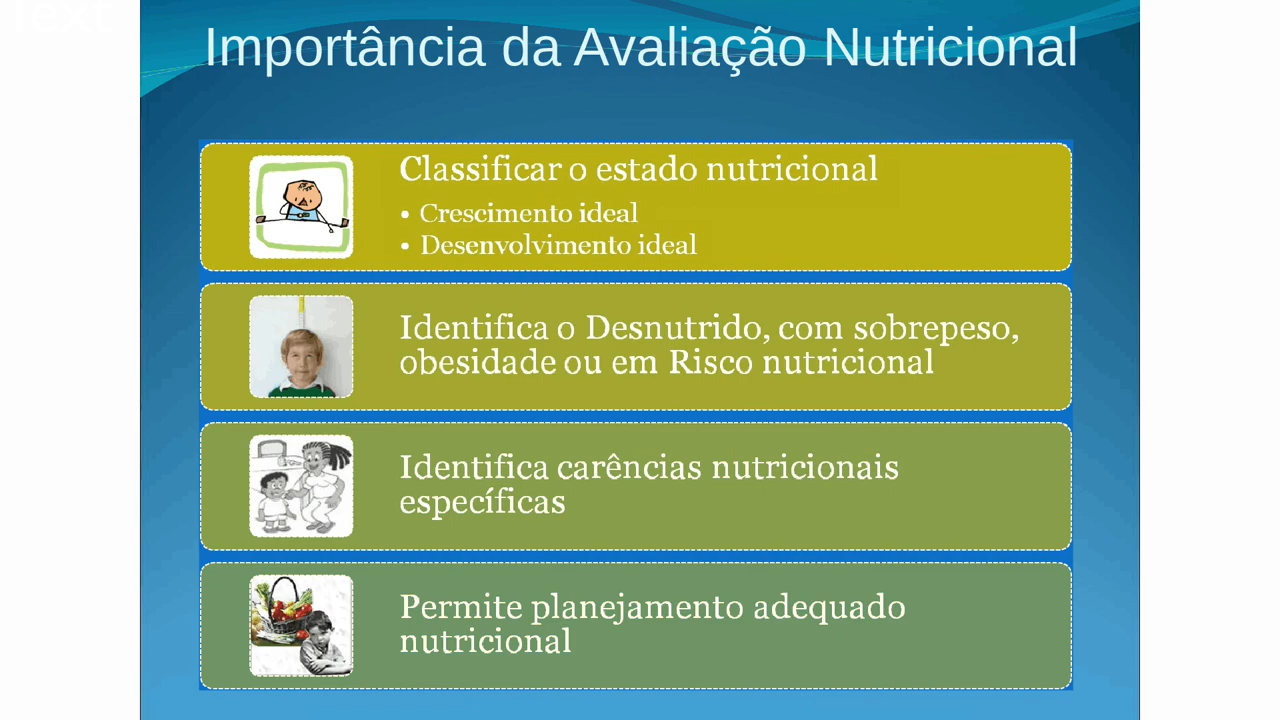 Text
Importância da Avaliação Nutricional
Classificar o estado nutricional
• Crescimento ideal
• Desenvolvimento ideal
Identifica o Desnutrido, com sobrepeso,
obesidade ou em Risco nutricional
Identifica carências nutricionais
específicas
Permite planejamento adequado
nutricional